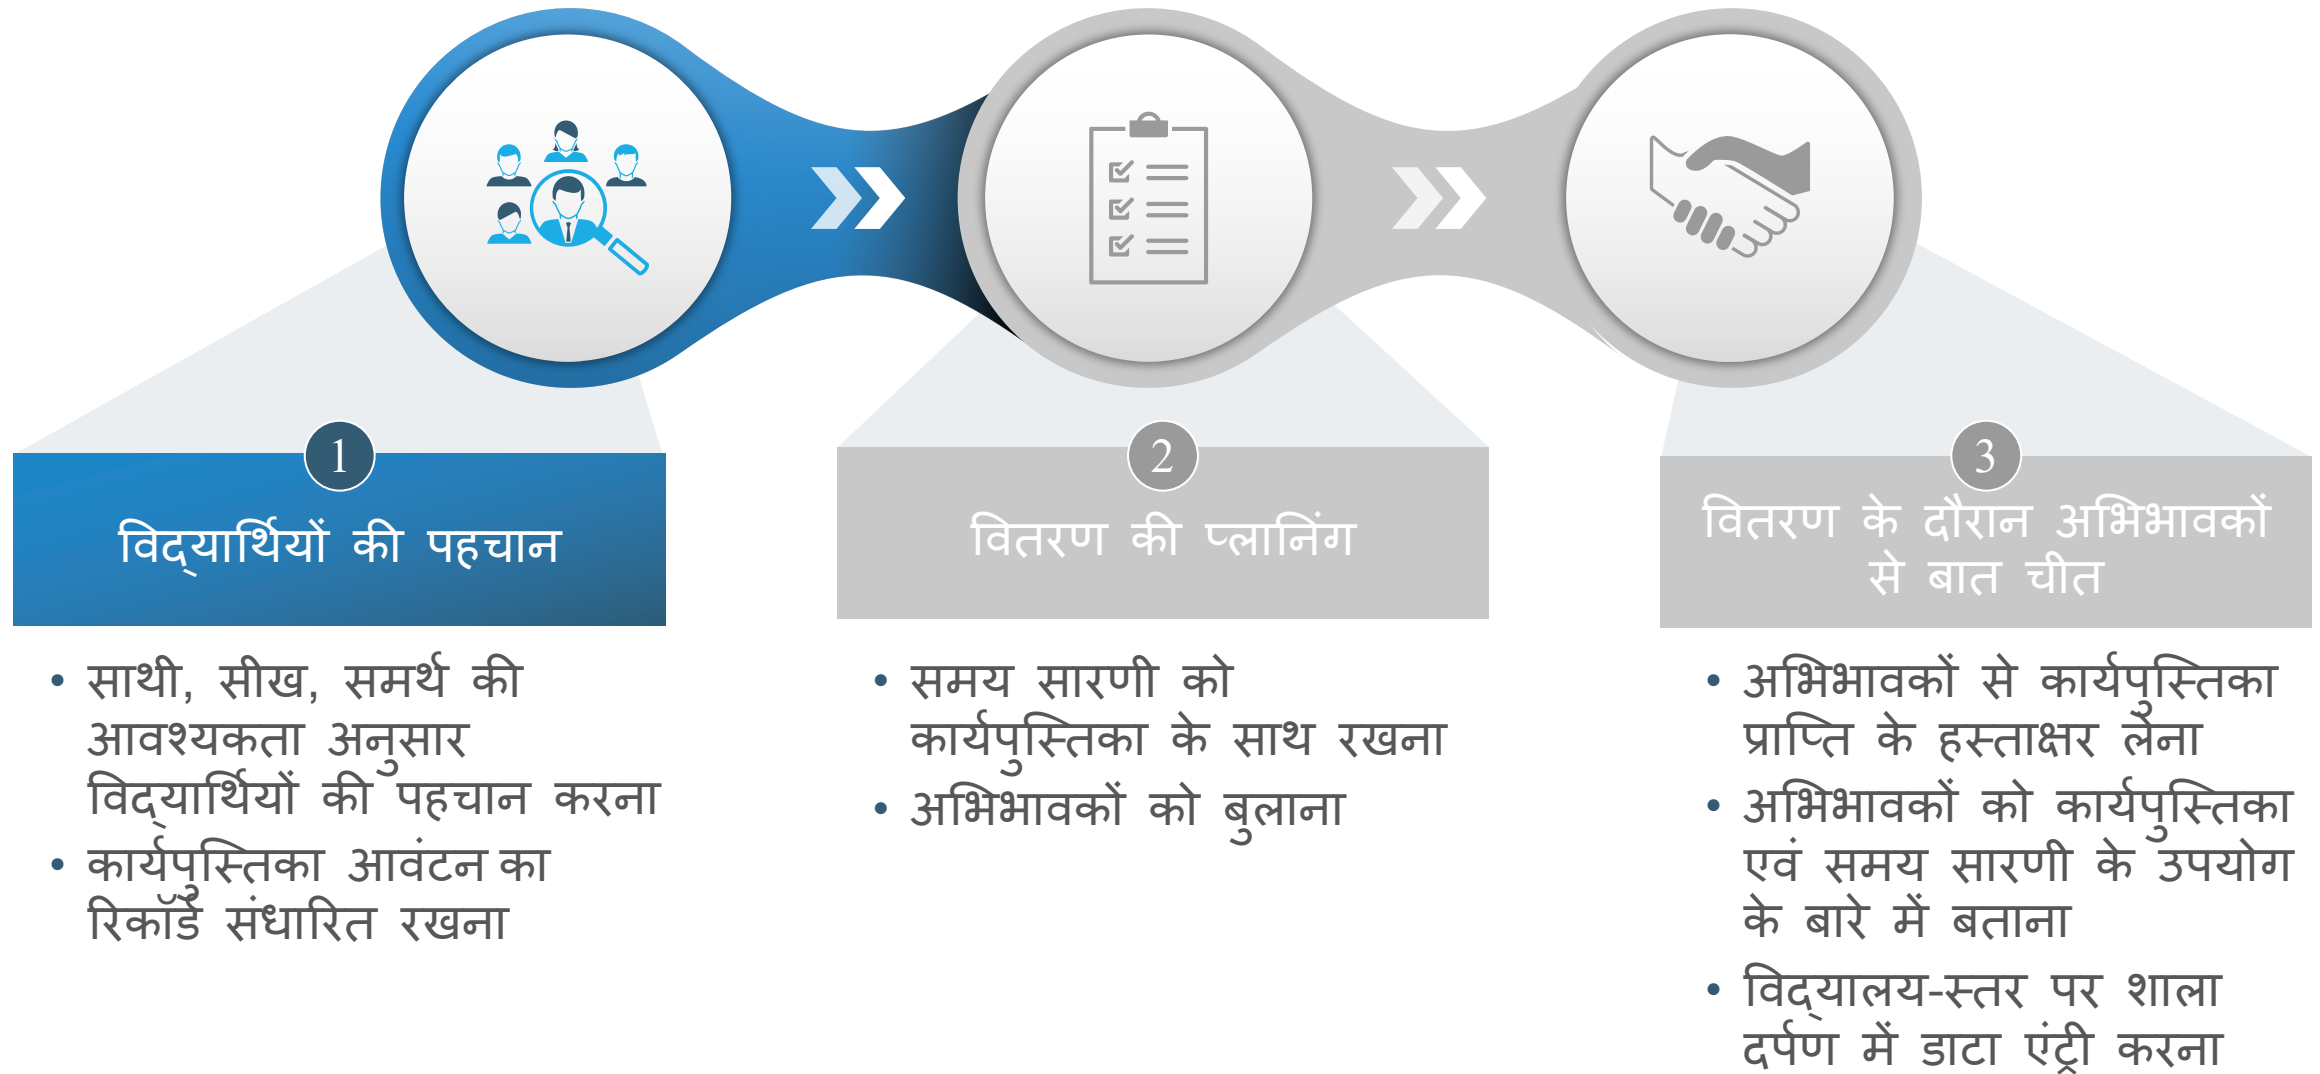 1
विद्यार्थियों की पहचान
• साथी, सीख, समर्थ की
आवश्यकता अनुसार
विद्यार्थियों की पहचान करना
• कार्यपुस्तिका आवंटन का
रिकॉर्ड संधारित रखना
2
वितरण की प्लानिंग
• समय सारणी को
कार्यपुस्तिका के साथ रखना
• अभिभावकों को बुलाना
3
वितरण के दौरान अभिभावकों
से बात चीत
• अभिभावकों से कार्यपुस्तिका
प्राप्ति के हस्ताक्षर लेना
• अभिभावकों को कार्यपुस्तिका
एवं समय सारणी के उपयोग
के बारे में बताना
• विद्यालय-स्तर पर शाला
दर्पण में डाटा एंट्री करना